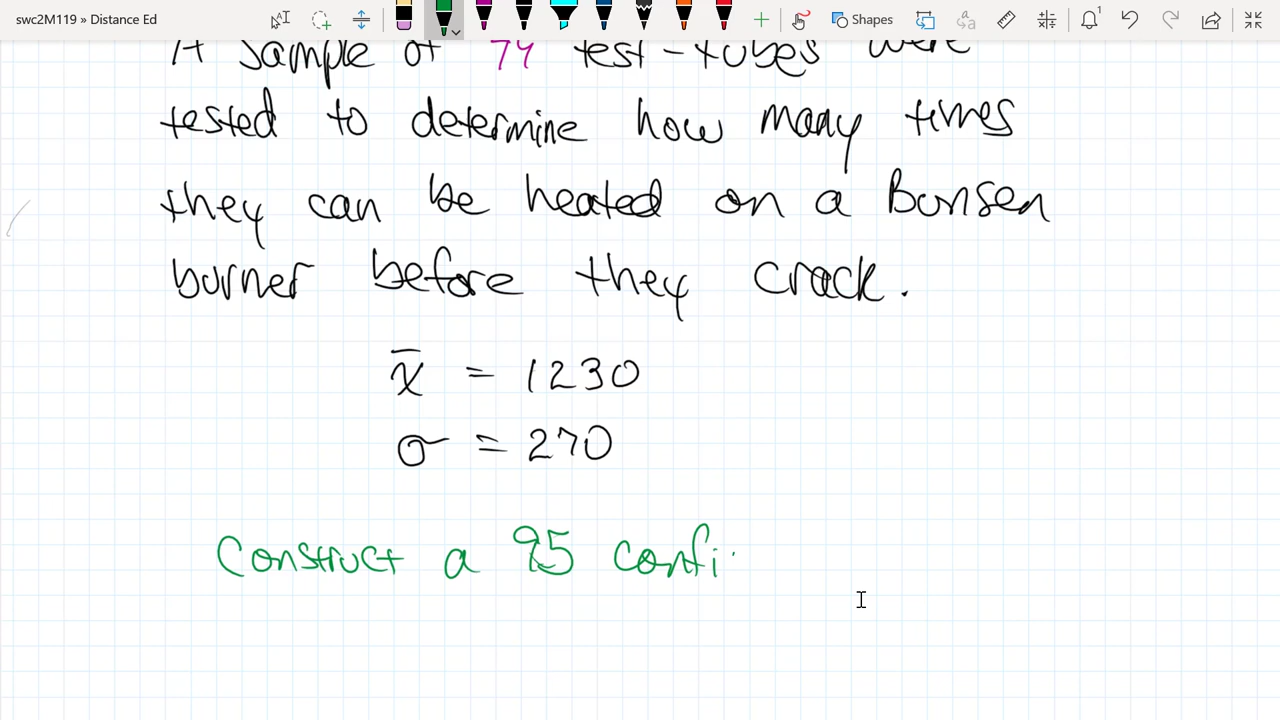 swc2M119 » Distance Ed
Shapes
A sample of 74 test-tubes were
tested to determine how many times
they can be heated on a Bunsen
burner before they crack.
x̄ = 1230
σ = 270
Construct a 95 confi